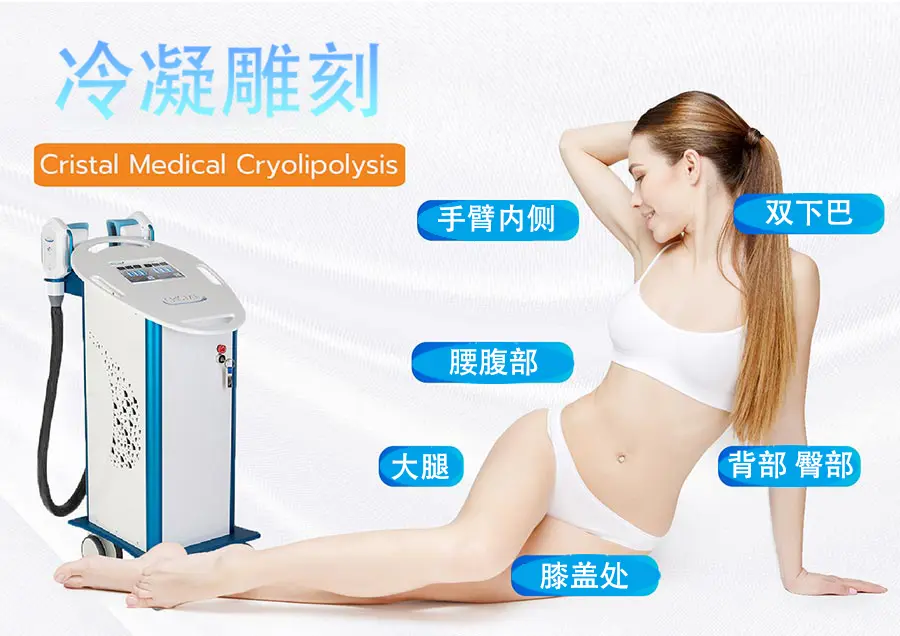 冷凝雕刻
Cristal Medical Cryolipolysis
手臂内侧
双下巴
腰腹部
大腿
背部 臀部
膝盖处